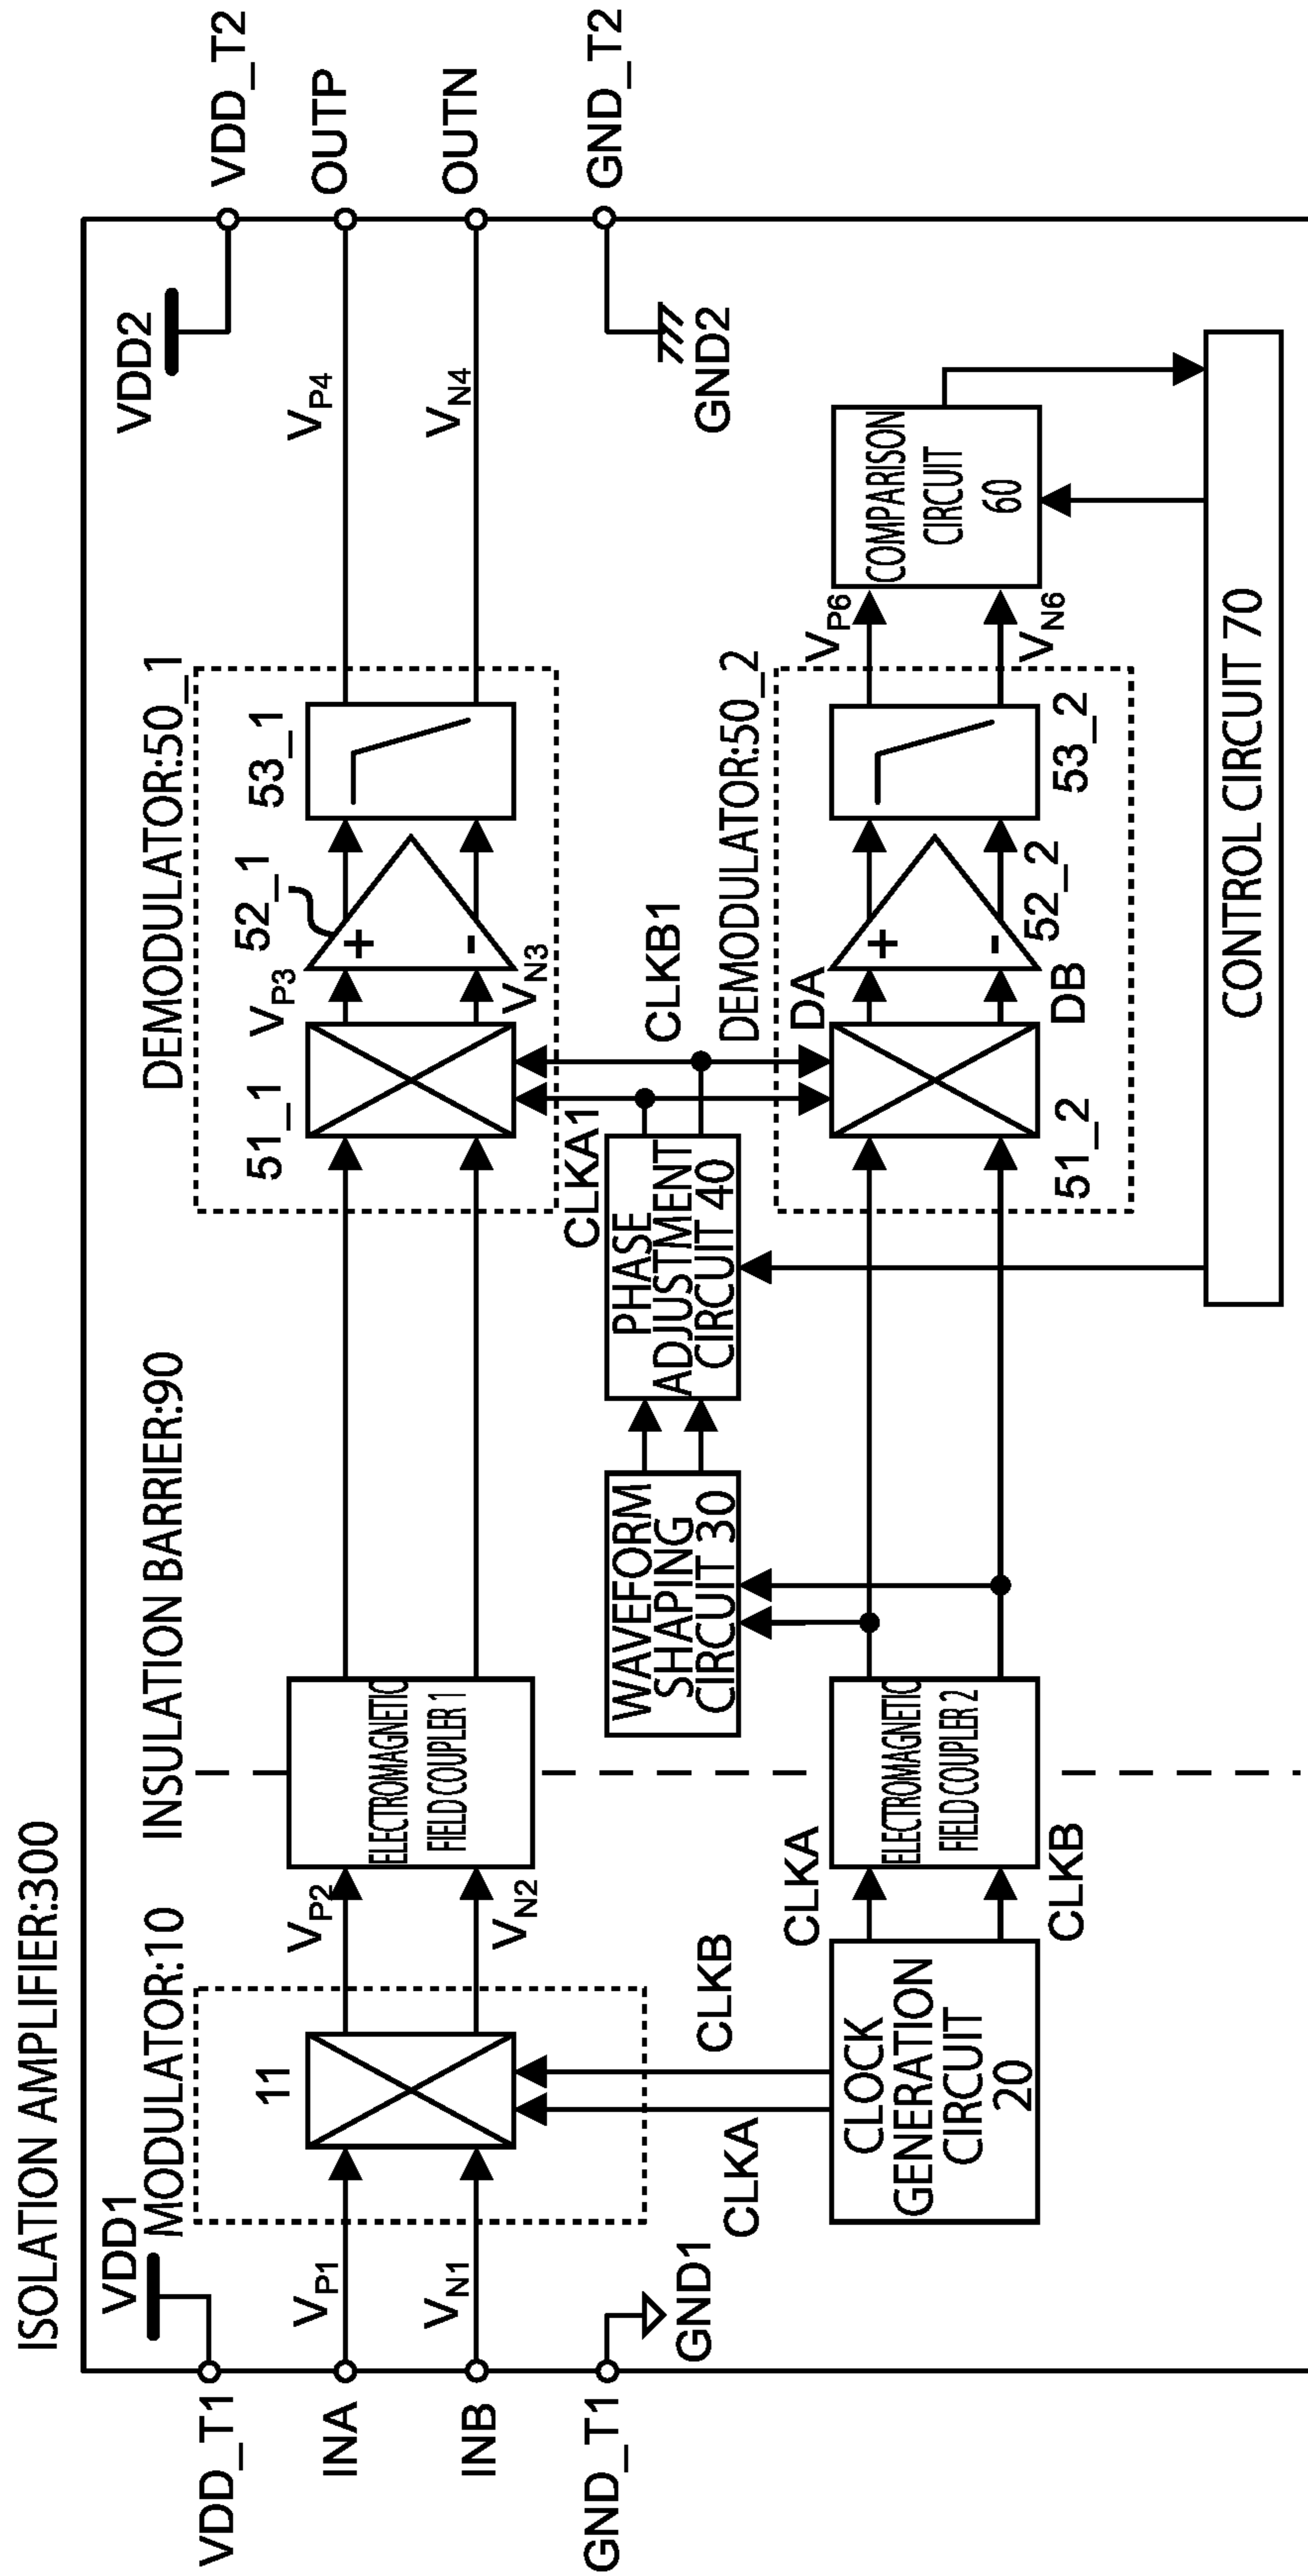 ISOLATION AMPLIFIER:300
VDD1
MODULATOR:10
INSULATION BARRIER:90
DEMODULATOR:50_1
VDD2
VDD_T1
VDD_T2
11
51_1
52_1
53_1
INA
VP1
VP2
ELECTROMAGNETIC
FIELD COUPLER 1
VP3
VP4
OUTP
INB
VN1
VN2
VN3
VN4
OUTN
GND_T1
GND1
WAVEFORM
SHAPING
CIRCUIT 30
PHASE
ADJUSTMENT
CIRCUIT 40
CLKA1
CLKB1
GND_T2
GND2
CLKA
CLKB
DEMODULATOR:50_2
CLKA
DA
VP6
CLOCK
GENERATION
CIRCUIT
20
ELECTROMAGNETIC
FIELD COUPLER 2
COMPARISON
CIRCUIT
60
CLKB
51_2
DB
52_2
53_2
VN6
CONTROL CIRCUIT 70